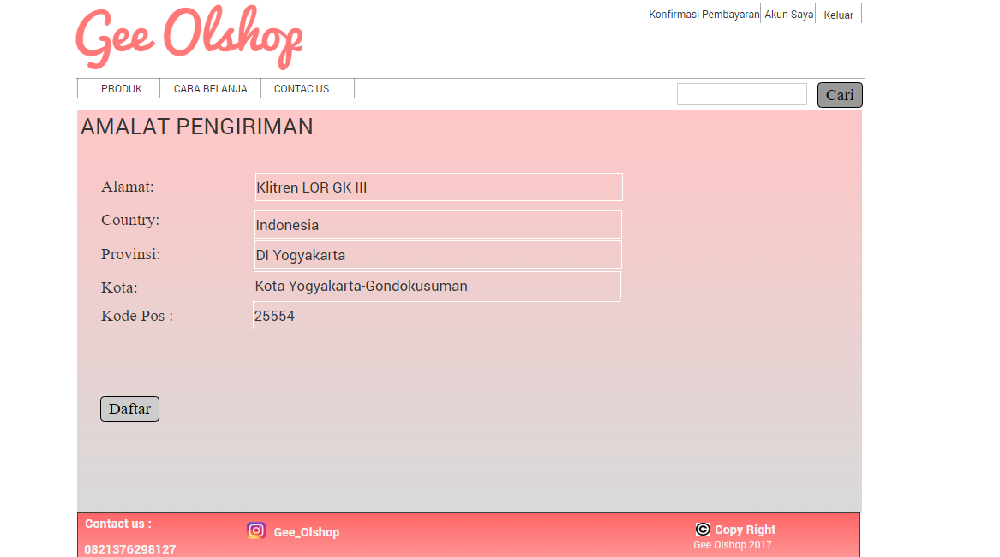 Gee Olshop
Konfirmasi Pembayaran Akun Saya Keluar
PRODUK CARA BELANJA CONTAC US
Cari
AMALAT PENGIRIMAN
Alamat: Klitren LOR GK III
Country: Indonesia
Provinsi: DI Yogyakarta
Kota: Kota Yogyakarta-Gondokusuman
Kode Pos : 25554
Daftar
Contact us :
0821376298127
Gee_Olshop
© Copy Right
Gee Olshop 2017